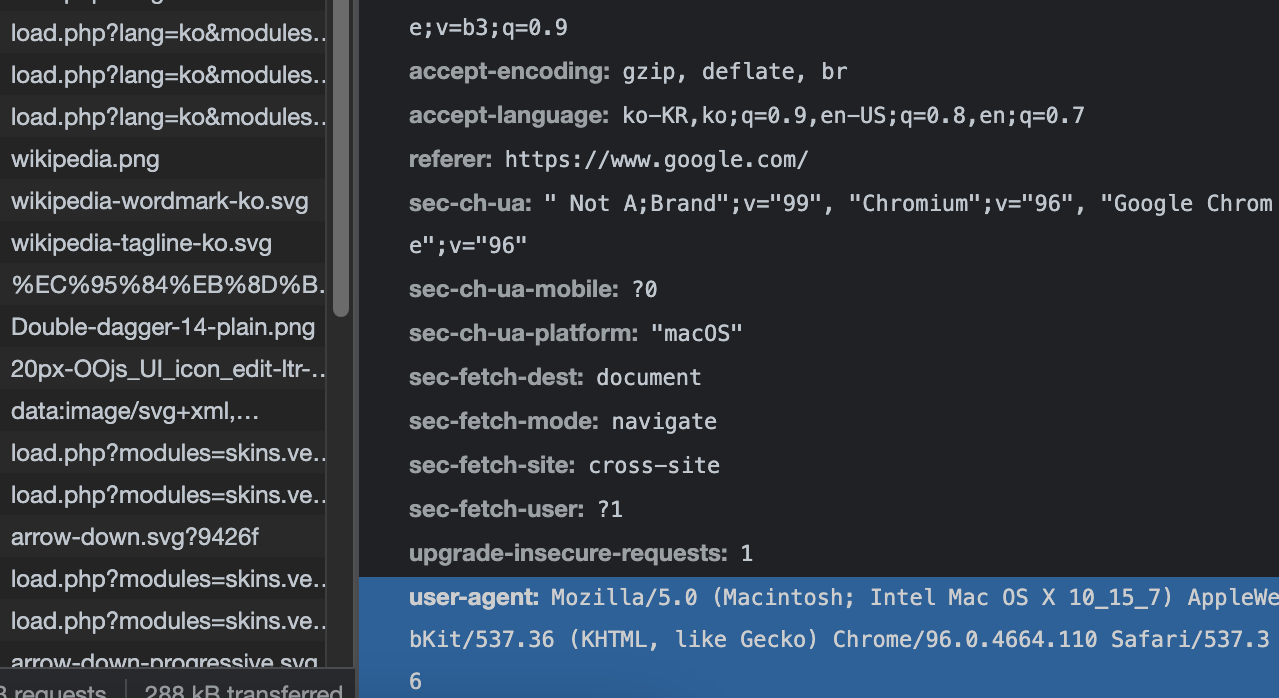 load.php?lang=ko&modules…
load.php?lang=ko&modules…
load.php?lang=ko&modules…
wikipedia.png
wikipedia-wordmark-ko.svg
wikipedia-tagline-ko.svg
%EC%95%84%EB%8D%B…
Double-dagger-14-plain.png
20px-OOjs_UI_icon_edit-ltr-…
data:image/svg+xml,…
load.php?modules=skins.ve…
load.php?modules=skins.ve…
arrow-down.svg?9426f
load.php?modules=skins.ve…
load.php?modules=skins.ve…
arrow-down-progressive.svg
requests
288 kB transferred
e;v=b3;q=0.9
accept-encoding: gzip, deflate, br
accept-language: ko-KR,ko;q=0.9,en-US;q=0.8,en;q=0.7
referer: https://www.google.com/
sec-ch-ua: " Not A;Brand";v="99", "Chromium";v="96", "Google Chrom
e";v="96"
sec-ch-ua-mobile: ?0
sec-ch-ua-platform: "macOS"
sec-fetch-dest: document
sec-fetch-mode: navigate
sec-fetch-site: cross-site
sec-fetch-user: ?1
upgrade-insecure-requests: 1
user-agent: Mozilla/5.0 (Macintosh; Intel Mac OS X 10_15_7) AppleWe
bKit/537.36 (KHTML, like Gecko) Chrome/96.0.4664.110 Safari/537.3
6